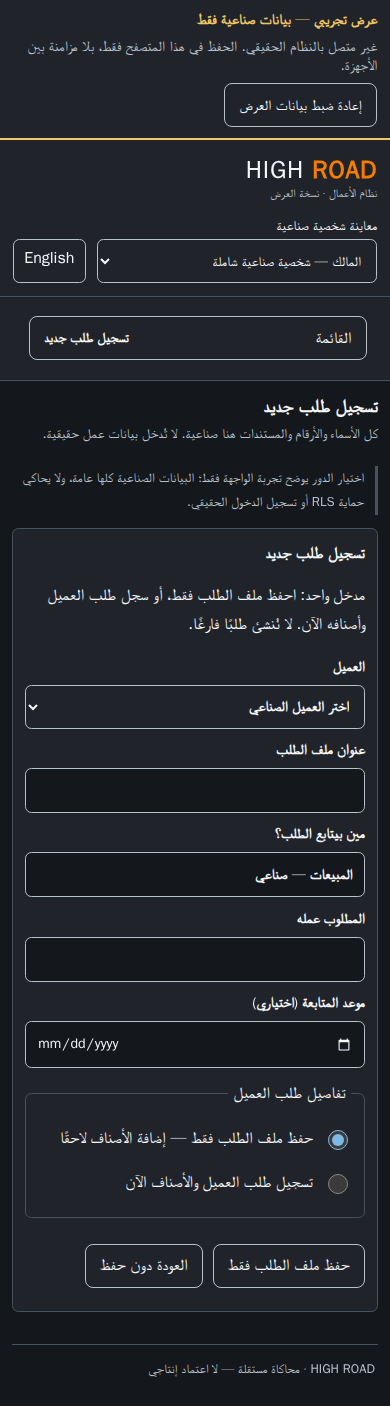 عرض تجريبي — بيانات صناعية فقط
غير متصل بالنظام الحقيقي. الحفظ في هذا المتصفح فقط، بلا مزامنة بين
الأجهزة.
إعادة ضبط بيانات العرض
HIGH ROAD
نظام الأعمال · نسخة العرض
معاينة شخصية صناعية
المالك — شخصية صناعية شاملة
English
القائمة
تسجيل طلب جديد
تسجيل طلب جديد
كل الأسماء والأرقام والمستندات هنا صناعية. لا تُدخل بيانات عمل حقيقية.
اختيار الدور يوضح تجربة الواجهة فقط؛ البيانات الصناعية كلها عامة، ولا يحاكي
حماية RLS أو تسجيل الدخول الحقيقي.
تسجيل طلب جديد
مدخل واحد: احفظ ملف الطلب فقط، أو سجل طلب العميل
وأصنافه الآن. لا تُنشئ طلبًا فارغًا.
العميل
اختر العميل الصناعي
عنوان ملف الطلب
مين بيتابع الطلب؟
المبيعات — صناعي
المطلوب عمله
موعد المتابعة (اختياري)
mm/dd/yyyy
تفاصيل طلب العميل
حفظ ملف الطلب فقط — إضافة الأصناف لاحقًا
تسجيل طلب العميل والأصناف الآن
حفظ ملف الطلب فقط
العودة دون حفظ
HIGH ROAD · محاكاة مستقلة — لا اعتماد إنتاجي